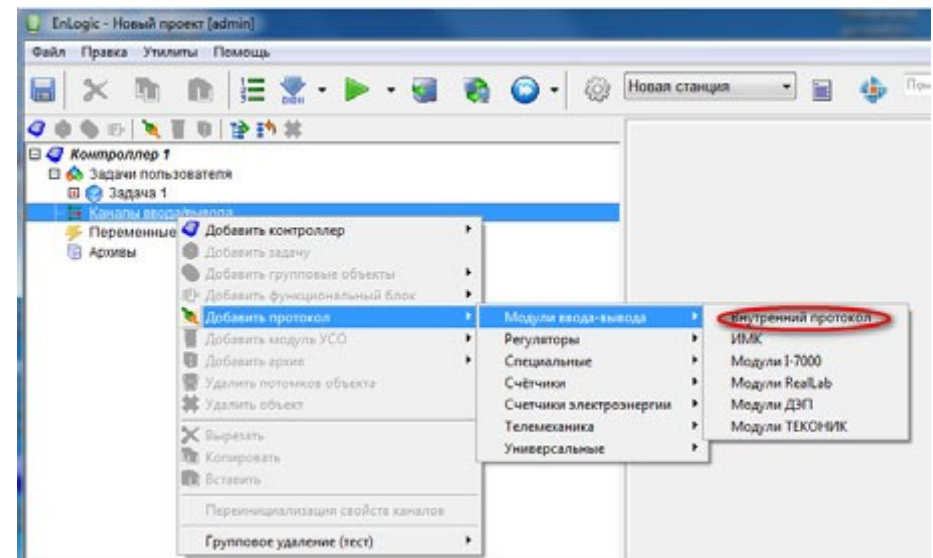 EnLogic - Новый проект [admin]
Файл Правка Утилиты Помощь
Новая станция
Контроллер 1
Задачи пользователя
Задача 1
Каналы ввода/вывода
Переменные
Архивы
Добавить контроллер
Добавить задачу
Добавить групповые объекты
Добавить функциональный блок
Добавить протокол
Добавить модуль УСО
Добавить архив
Удалить потомков объекта
Удалить объект
Вырезать
Копировать
Вставить
Переинициализация свойств каналов
Групповое удаление (тест)
Модули ввода-вывода
Регуляторы
Специальные
Счётчики
Счетчики электроэнергии
Телемеханика
Универсальные
Внутренний протокол
ИМК
Модули I-7000
Модули RealLab
Модули ДЭП
Модули ТЕКОНИК